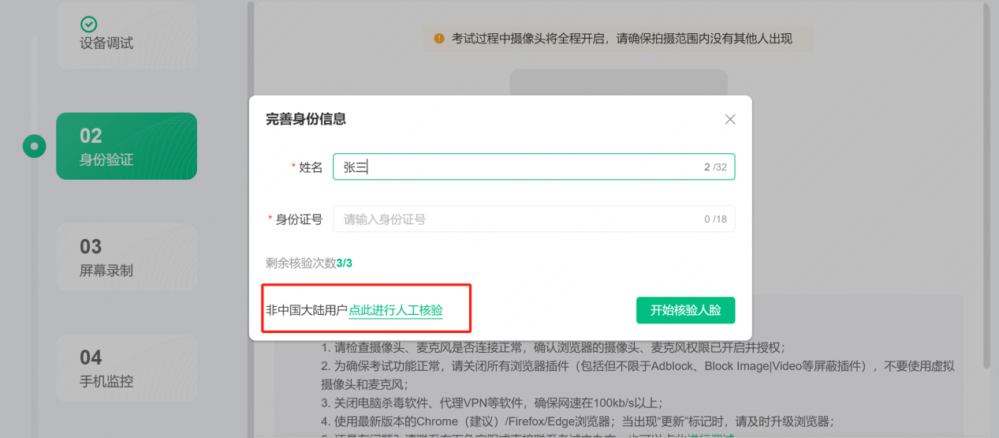 设备调试
02
身份验证
03
屏幕录制
04
手机监控
考试过程中摄像头将全程开启，请确保拍摄范围内没有其他人出现
完善身份信息
* 姓名 张三 2 /32
* 身份证号 请输入身份证号 0 /18
剩余核验次数3/3
非中国大陆用户点此进行人工核验
开始核验人脸
1. 请检查摄像头、麦克风是否连接正常，确认浏览器的摄像头、麦克风权限已开启并授权；
2. 为确保考试功能正常，请关闭所有浏览器插件（包括但不限于Adblock、Block Image|Video等屏蔽插件），不要使用虚拟
摄像头和麦克风；
3. 关闭电脑杀毒软件、代理VPN等软件，确保网速在100kb/s以上；
4. 使用最新版本的Chrome（建议）/Firefox/Edge浏览器；当出现“更新”标记时，请及时升级浏览器；